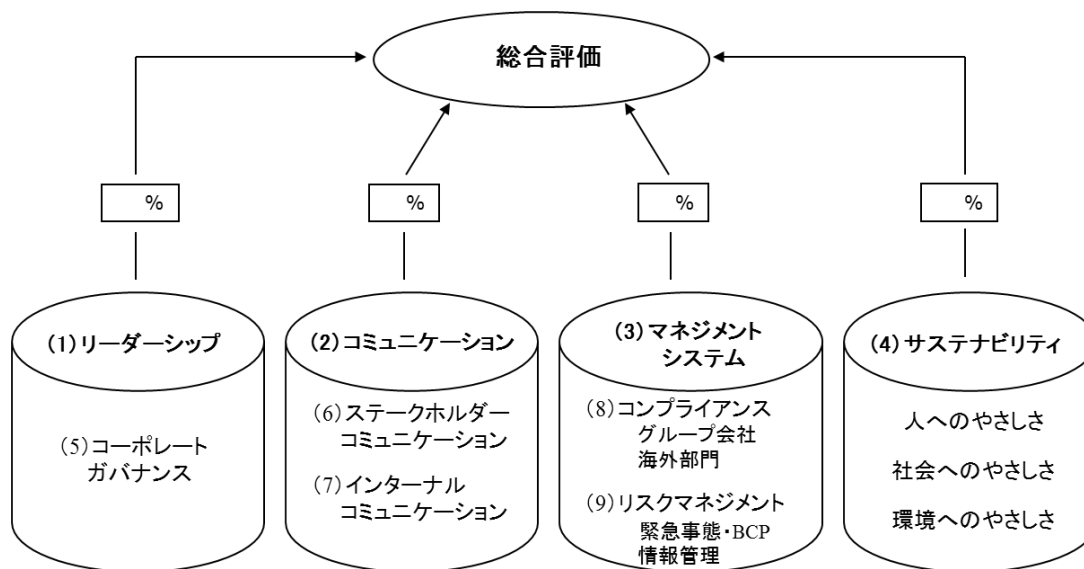 総合評価
%
%
%
%
(1)リーダーシップ
(5)コーポレート
ガバナンス
(2)コミュニケーション
(6)ステークホルダー
コミュニケーション
(7)インターナル
コミュニケーション
(3)マネジメント
システム
(8)コンプライアンス
グループ会社
海外部門
(9)リスクマネジメント
緊急事態・BCP
情報管理
(4)サステナビリティ
人へのやさしさ
社会へのやさしさ
環境へのやさしさ